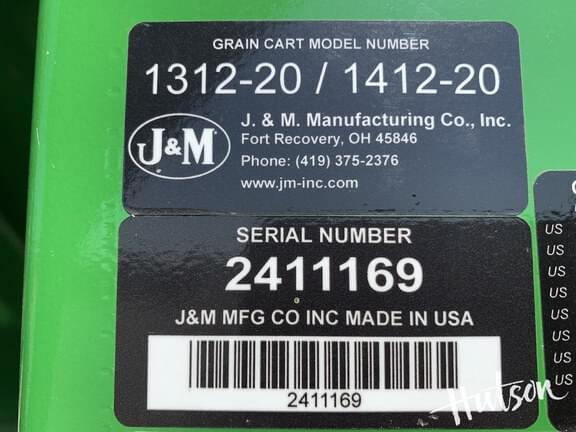 GRAIN CART MODEL NUMBER
1312-20 / 1412-20
J&M
J. & M. Manufacturing Co., Inc.
Fort Recovery, OH 45846
Phone: (419) 375-2376
www.jm-inc.com
SERIAL NUMBER
2411169
J&M MFG CO INC MADE IN USA
2411169
US
US
US
US
US
US
US
US
Hutson